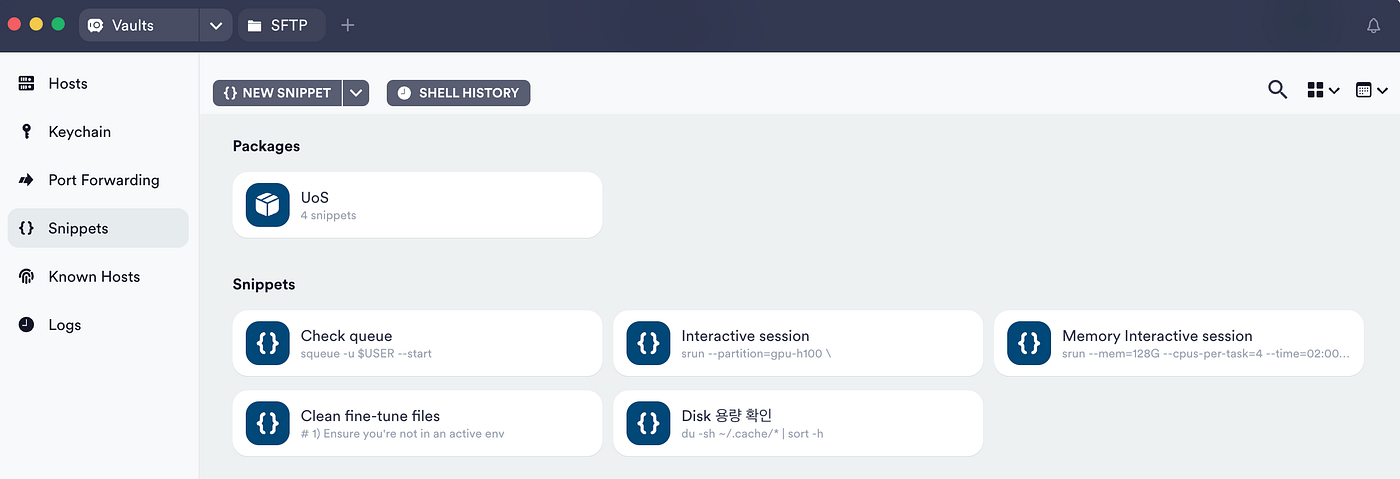 Vaults
SFTP
Hosts
Keychain
Port Forwarding
Snippets
Known Hosts
Logs
{} NEW SNIPPET
SHELL HISTORY
Packages
UoS
4 snippets
Snippets
Check queue
squeue -u $USER --start
Interactive session
srun --partition=gpu-h100 \
Memory Interactive session
srun --mem=128G --cpus-per-task=4 --time=02:00...
Clean fine-tune files
# 1) Ensure you're not in an active env
Disk 용량 확인
du -sh ~/.cache/* | sort -h